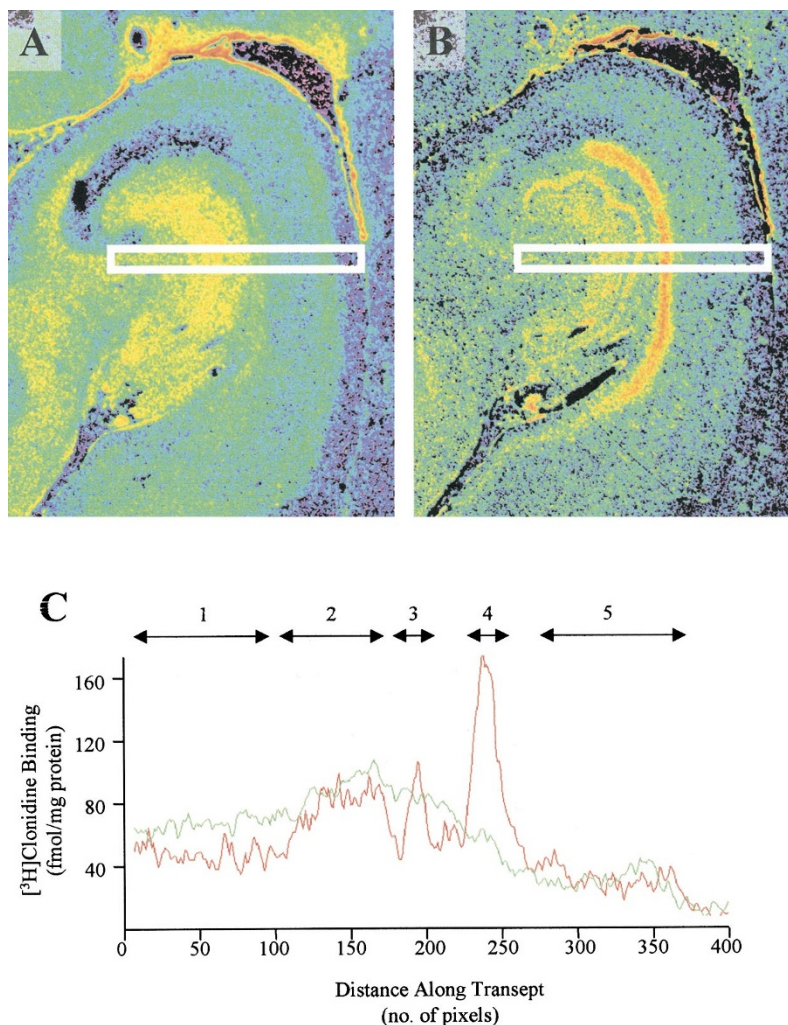 A
B
C
1 2 3 4 5
160
120
80
40
[³H]Clonidine Binding
(fmol/mg protein)
0 50 100 150 200 250 300 350 400
Distance Along Transept
(no. of pixels)